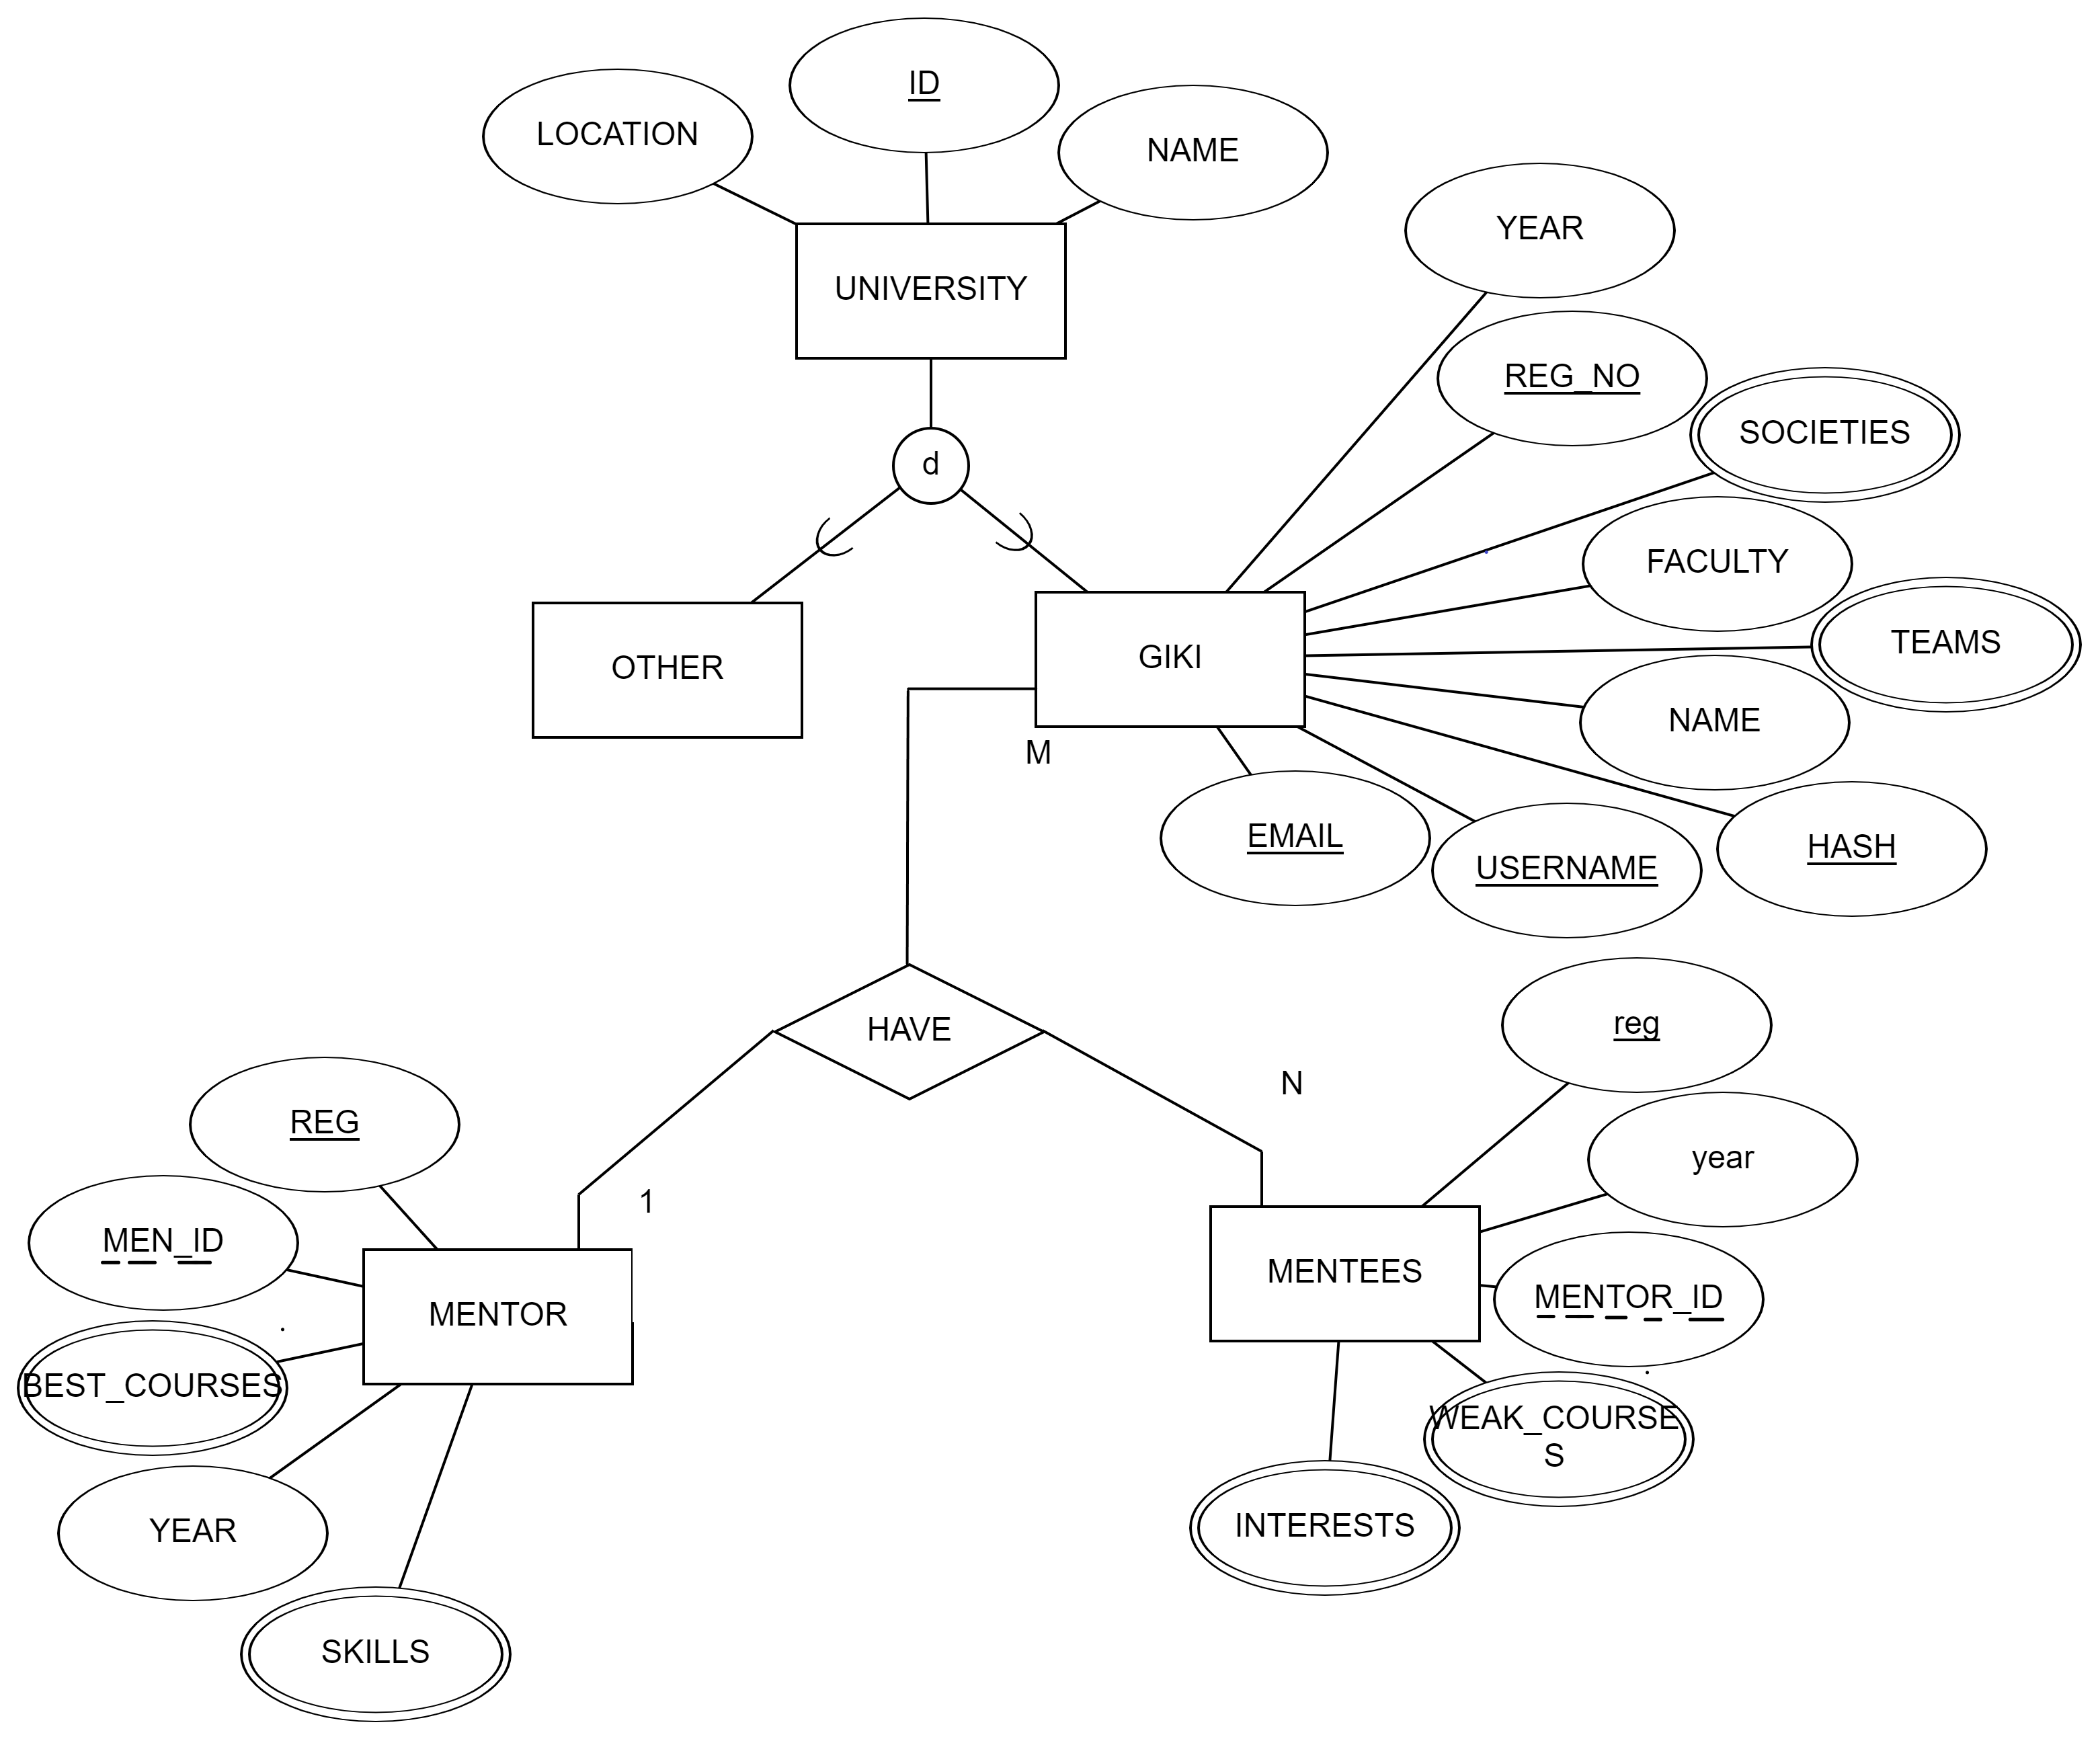 ID
LOCATION
NAME
YEAR
UNIVERSITY
REG_NO
SOCIETIES
d
FACULTY
TEAMS
GIKI
OTHER
NAME
M
EMAIL
HASH
USERNAME
reg
HAVE
N
REG
year
1
MEN_ID
MENTEES
MENTOR_ID
MENTOR
BEST_COURSES
WEAK_COURSE
S
INTERESTS
YEAR
SKILLS